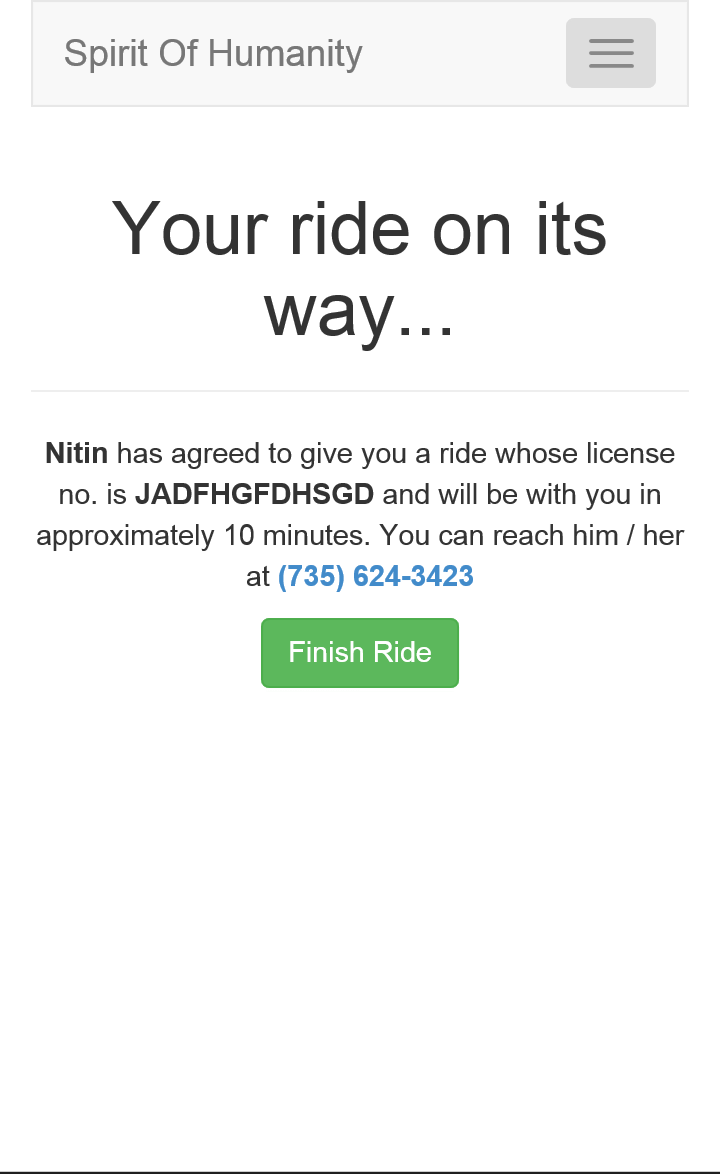 Spirit Of Humanity
Your ride on its
way...
Nitin has agreed to give you a ride whose license
no. is JADFHGFDHSGD and will be with you in
approximately 10 minutes. You can reach him / her
at (735) 624-3423
Finish Ride